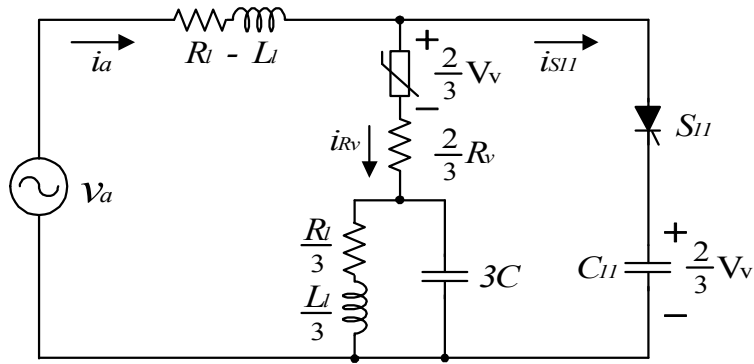 i_a
R_l - L_l
+
2/3 V_v
−
i_S11
S_11
i_Rv
2/3 R_v
v_a
R_l/3
L_l/3
3C
C_11
+
2/3 V_v
−